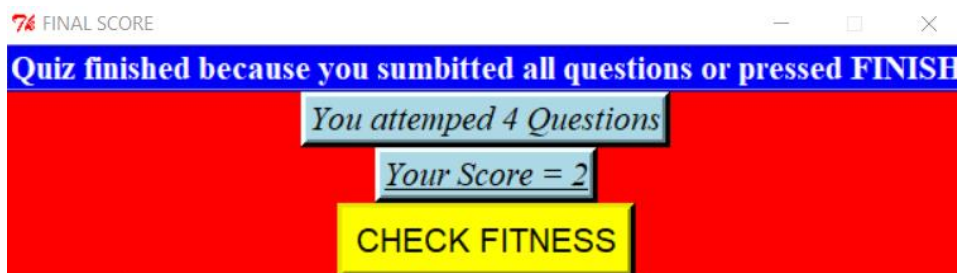 FINAL SCORE
Quiz finished because you sumbitted all questions or pressed FINISH
You attemped 4 Questions
Your Score = 2
CHECK FITNESS